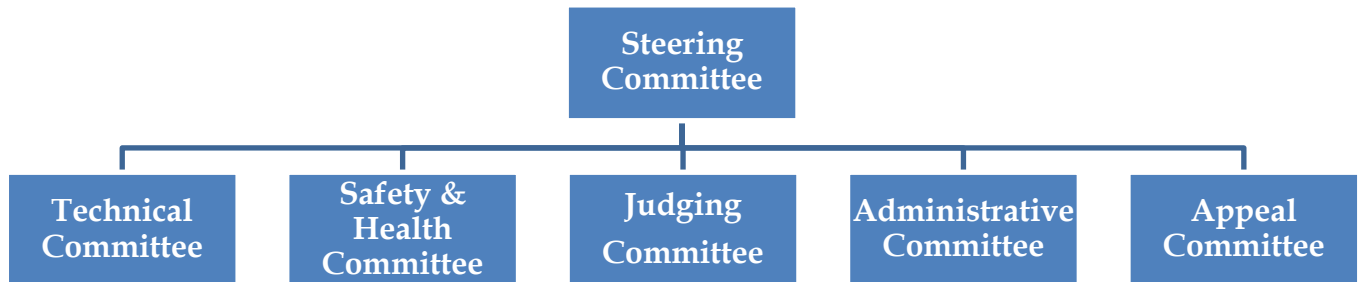 Steering
Committee
Technical
Committee
Safety &
Health
Committee
Judging
Committee
Administrative
Committee
Appeal
Committee